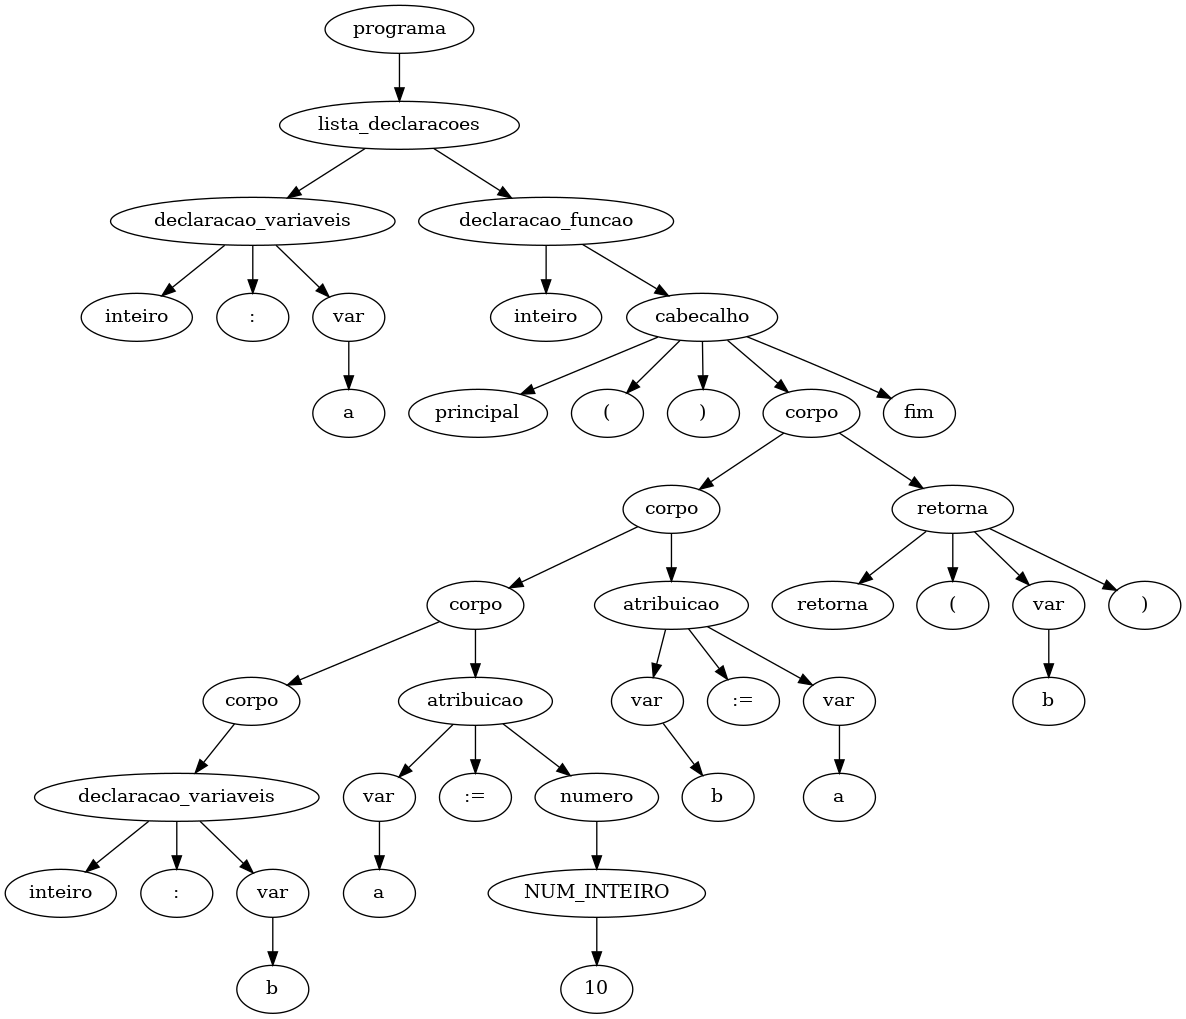 programa
lista_declaracoes
declaracao_variaveis
declaracao_funcao
inteiro
:
var
inteiro
cabecalho
a
principal
(
)
corpo
fim
corpo
retorna
corpo
atribuicao
retorna
(
var
)
corpo
atribuicao
var
:=
var
b
declaracao_variaveis
var
:=
numero
b
a
inteiro
:
var
a
NUM_INTEIRO
b
10